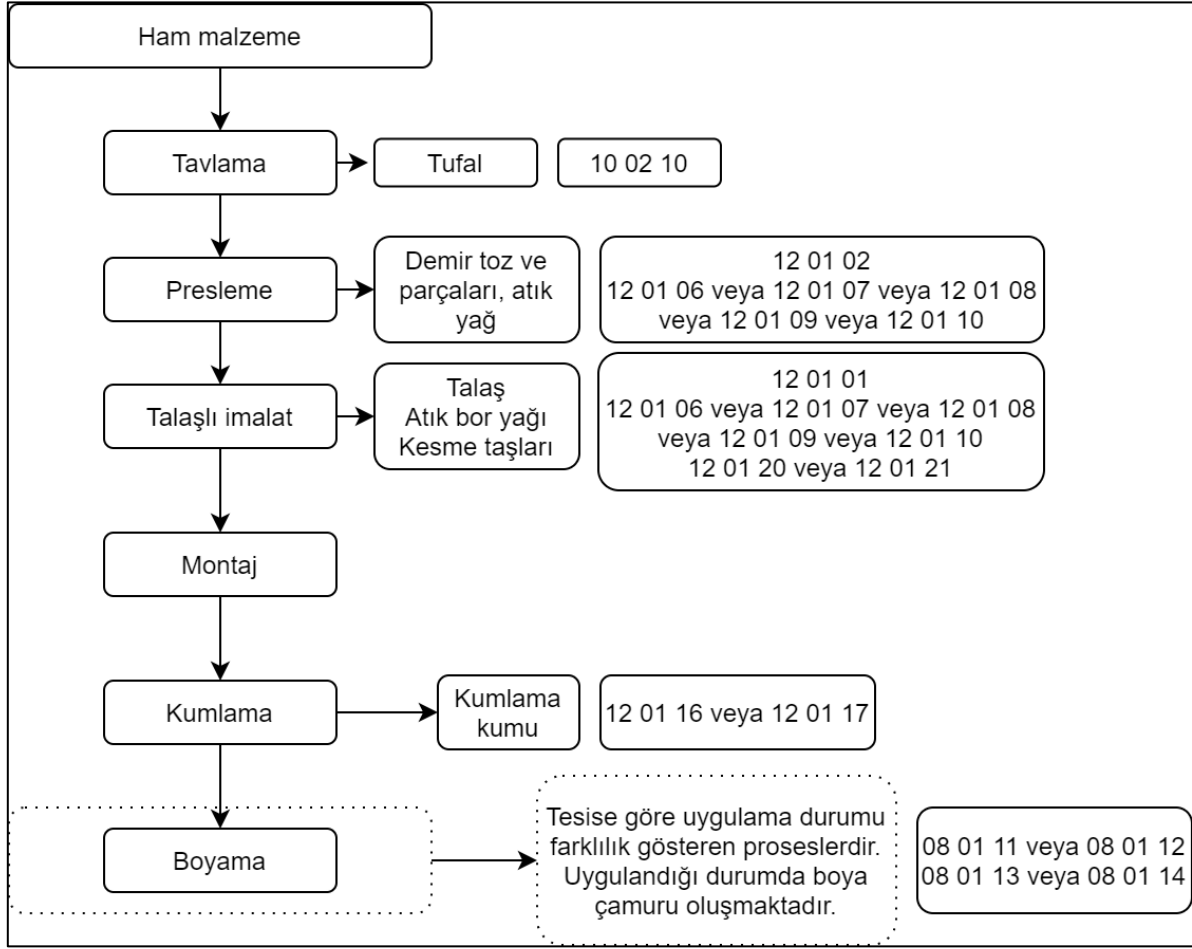 Ham malzeme
Tavlama
Tufal
10 02 10
Presleme
Demir toz ve
parçaları, atık
yağ
12 01 02
12 01 06 veya 12 01 07 veya 12 01 08
veya 12 01 09 veya 12 01 10
Talaşlı imalat
Talaş
Atık bor yağı
Kesme taşları
12 01 01
12 01 06 veya 12 01 07 veya 12 01 08
veya 12 01 09 veya 12 01 10
12 01 20 veya 12 01 21
Montaj
Kumlama
Kumlama
kumu
12 01 16 veya 12 01 17
Boyama
Tesise göre uygulama durumu
farklılık gösteren proseslerdir.
Uygulandığı durumda boya
çamuru oluşmaktadır.
08 01 11 veya 08 01 12
08 01 13 veya 08 01 14